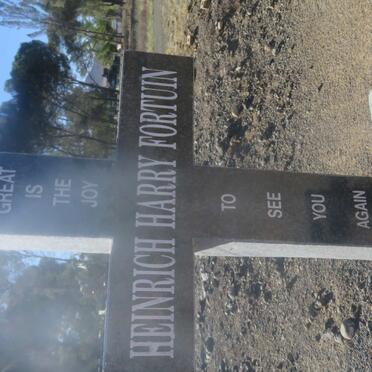 GREAT
IS
THE
JOY
HEINRICH HARRY FORTUIN
TO
SEE
YOU
AGAIN